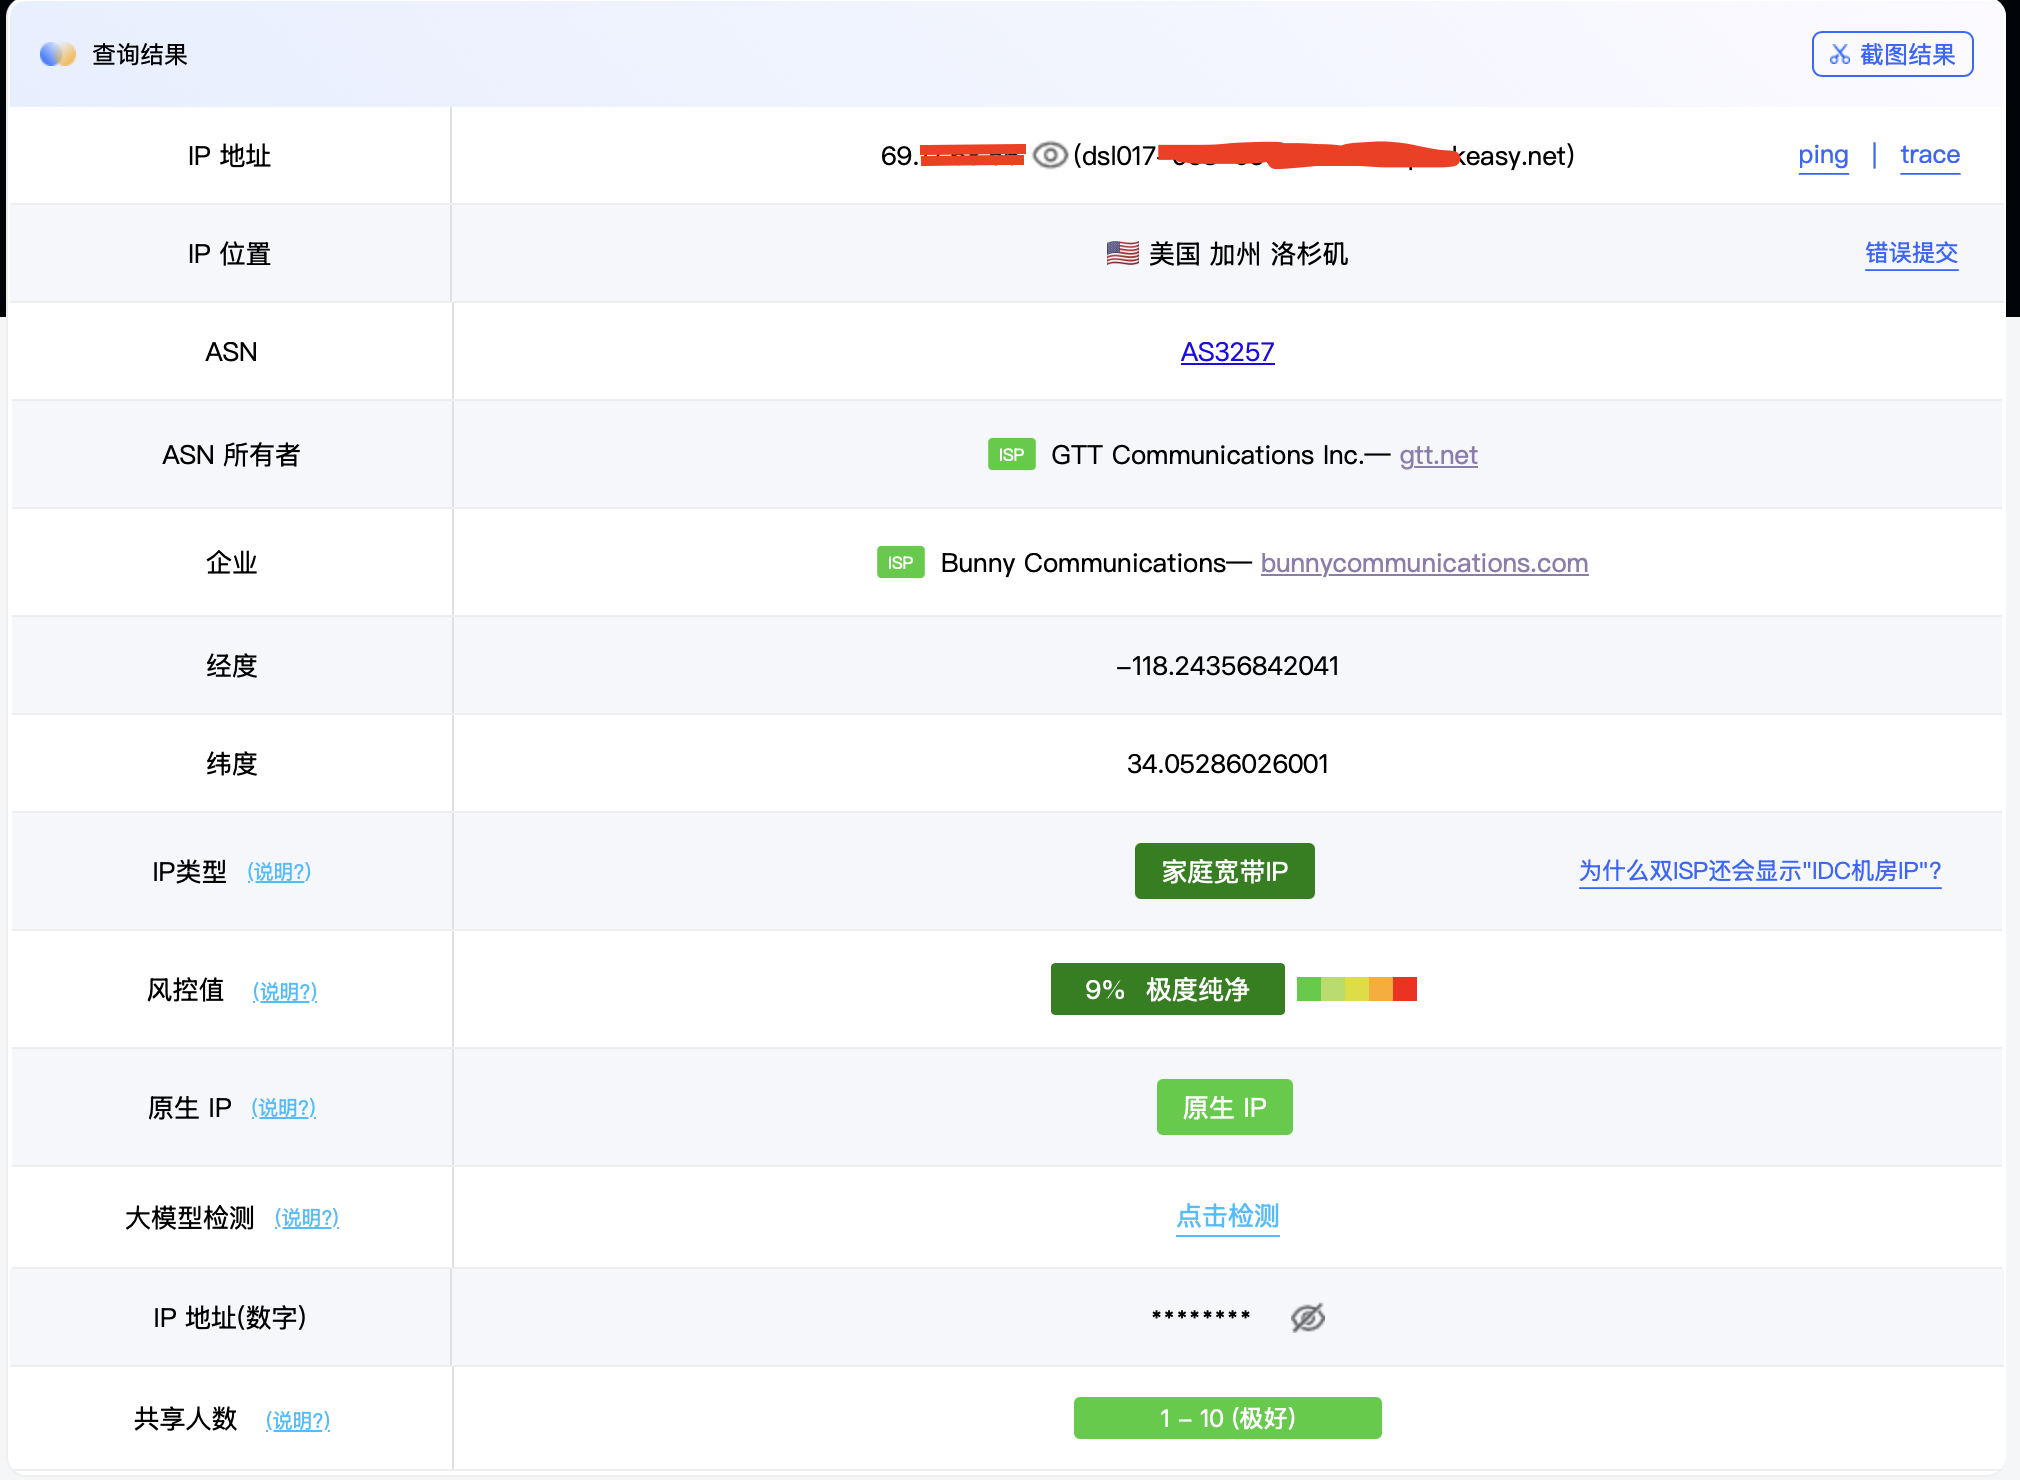 查询结果
截图结果
IP 地址
69.
(dsl017-
keasy.net)
ping | trace
IP 位置
美国 加州 洛杉矶
错误提交
ASN
AS3257
ASN 所有者
ISP GTT Communications Inc.— gtt.net
企业
ISP Bunny Communications— bunnycommunications.com
经度
-118.24356842041
纬度
34.05286026001
IP类型 (说明?)
家庭宽带IP
为什么双ISP还会显示"IDC机房IP"?
风控值 (说明?)
9% 极度纯净
原生 IP (说明?)
原生 IP
大模型检测 (说明?)
点击检测
IP 地址(数字)
********
共享人数 (说明?)
1 - 10 (极好)